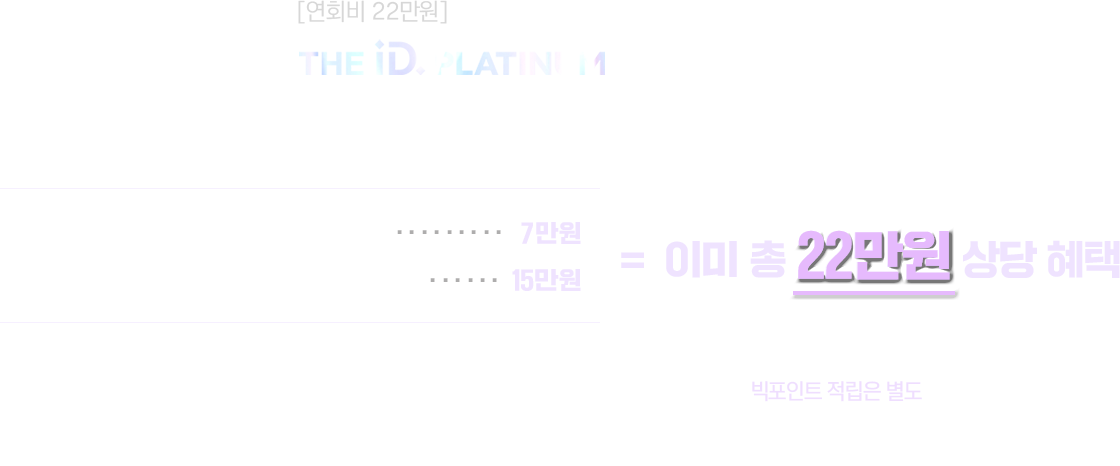 [연회비 22만원]
THE iD. PLATINUM
········· 7만원
······ 15만원
= 이미 총 22만원 상당 혜택
빅포인트 적립은 별도